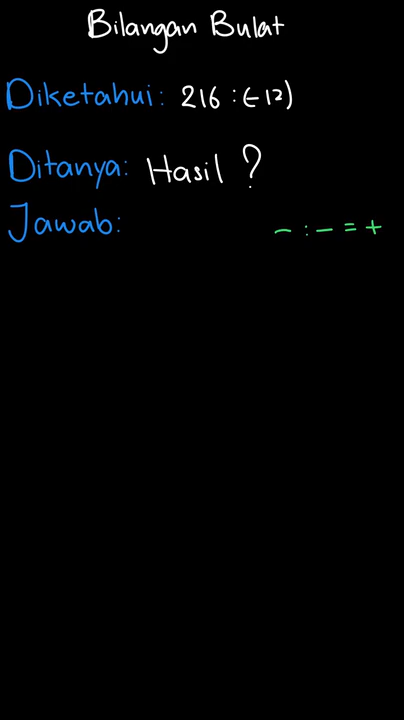 Bilangan Bulat
Diketahui: 216 : (-12)
Ditanya: Hasil ?
Jawab:
- : - = +